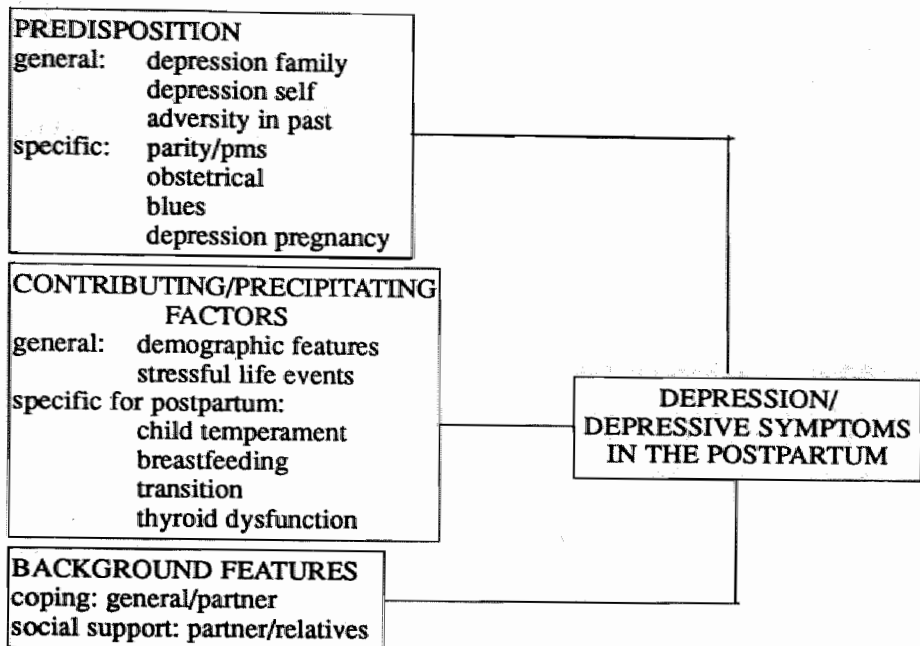 PREDISPOSITION
general: depression family
depression self
adversity in past
specific: parity/pms
obstetrical
blues
depression pregnancy
CONTRIBUTING/PRECIPITATING
FACTORS
general: demographic features
stressful life events
specific for postpartum:
child temperament
breastfeeding
transition
thyroid dysfunction
BACKGROUND FEATURES
coping: general/partner
social support: partner/relatives
DEPRESSION/
DEPRESSIVE SYMPTOMS
IN THE POSTPARTUM